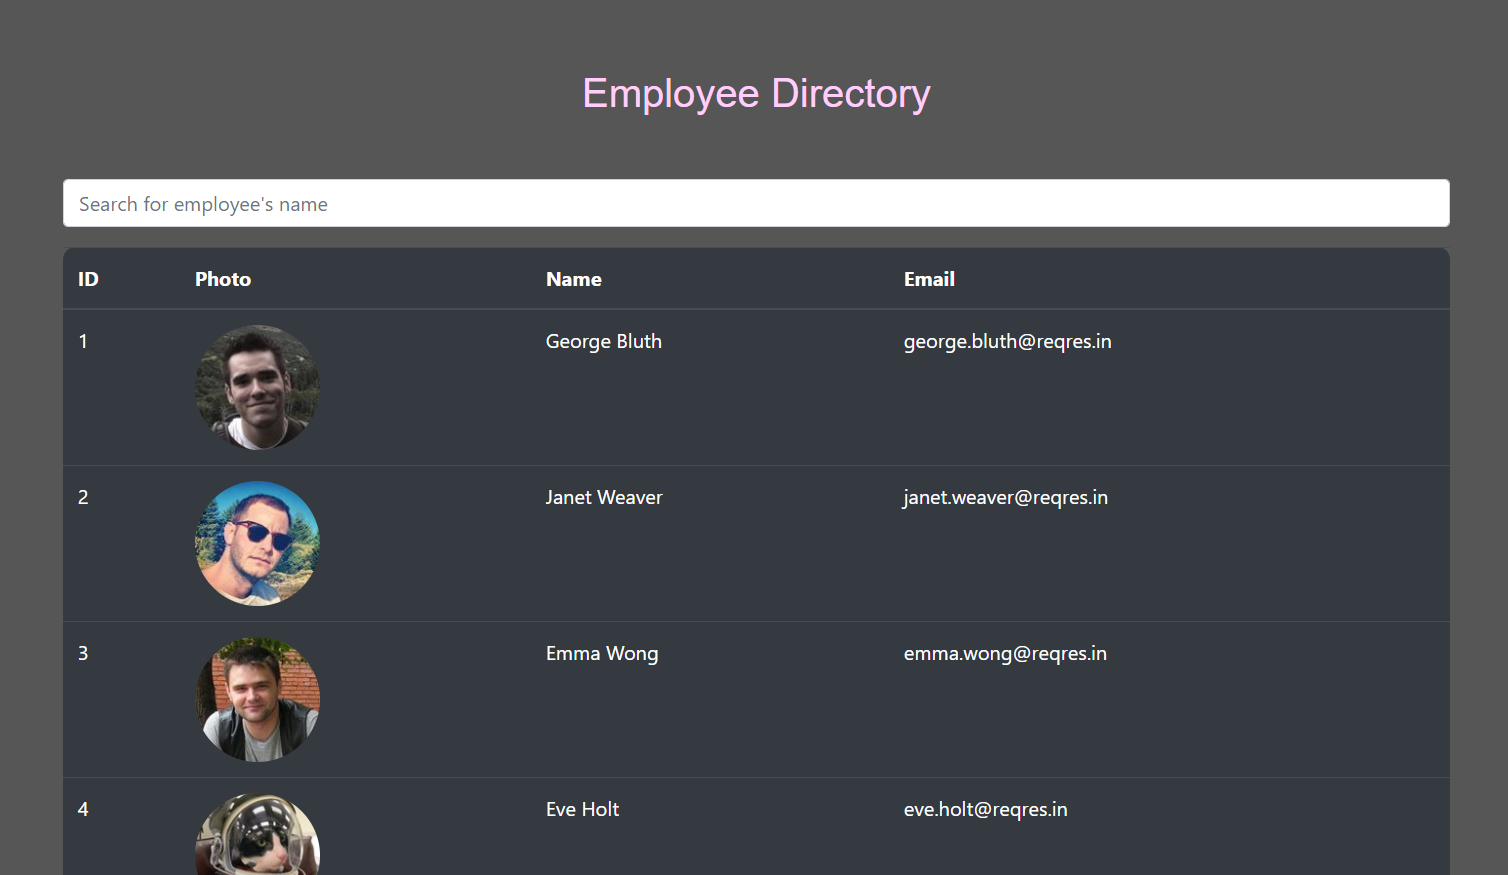 Employee Directory
Search for employee's name
ID Photo Name Email
1 George Bluth george.bluth@reqres.in
2 Janet Weaver janet.weaver@reqres.in
3 Emma Wong emma.wong@reqres.in
4 Eve Holt eve.holt@reqres.in